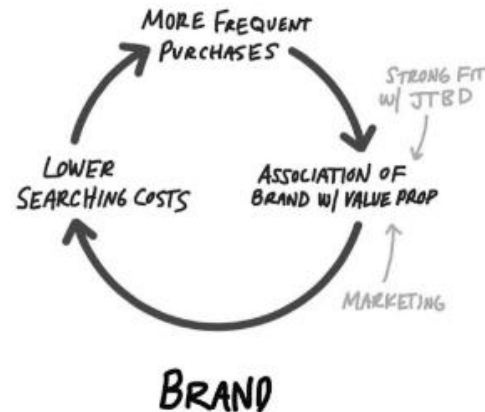 MORE FREQUENT
PURCHASES
STRONG FIT
W/ JTBD
LOWER
SEARCHING COSTS
ASSOCIATION OF
BRAND W/ VALUE PROP
MARKETING
BRAND